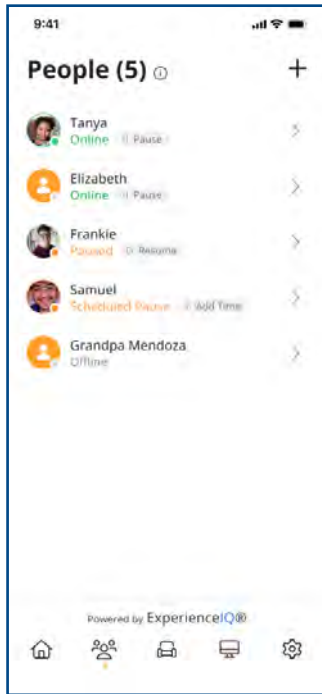 9:41
People (5)
Tanya
Online Pause
Elizabeth
Online Pause
Frankie
Paused Resume
Samuel
Scheduled Pause Add Time
Grandpa Mendoza
Offline
Powered by ExperienceIQ®